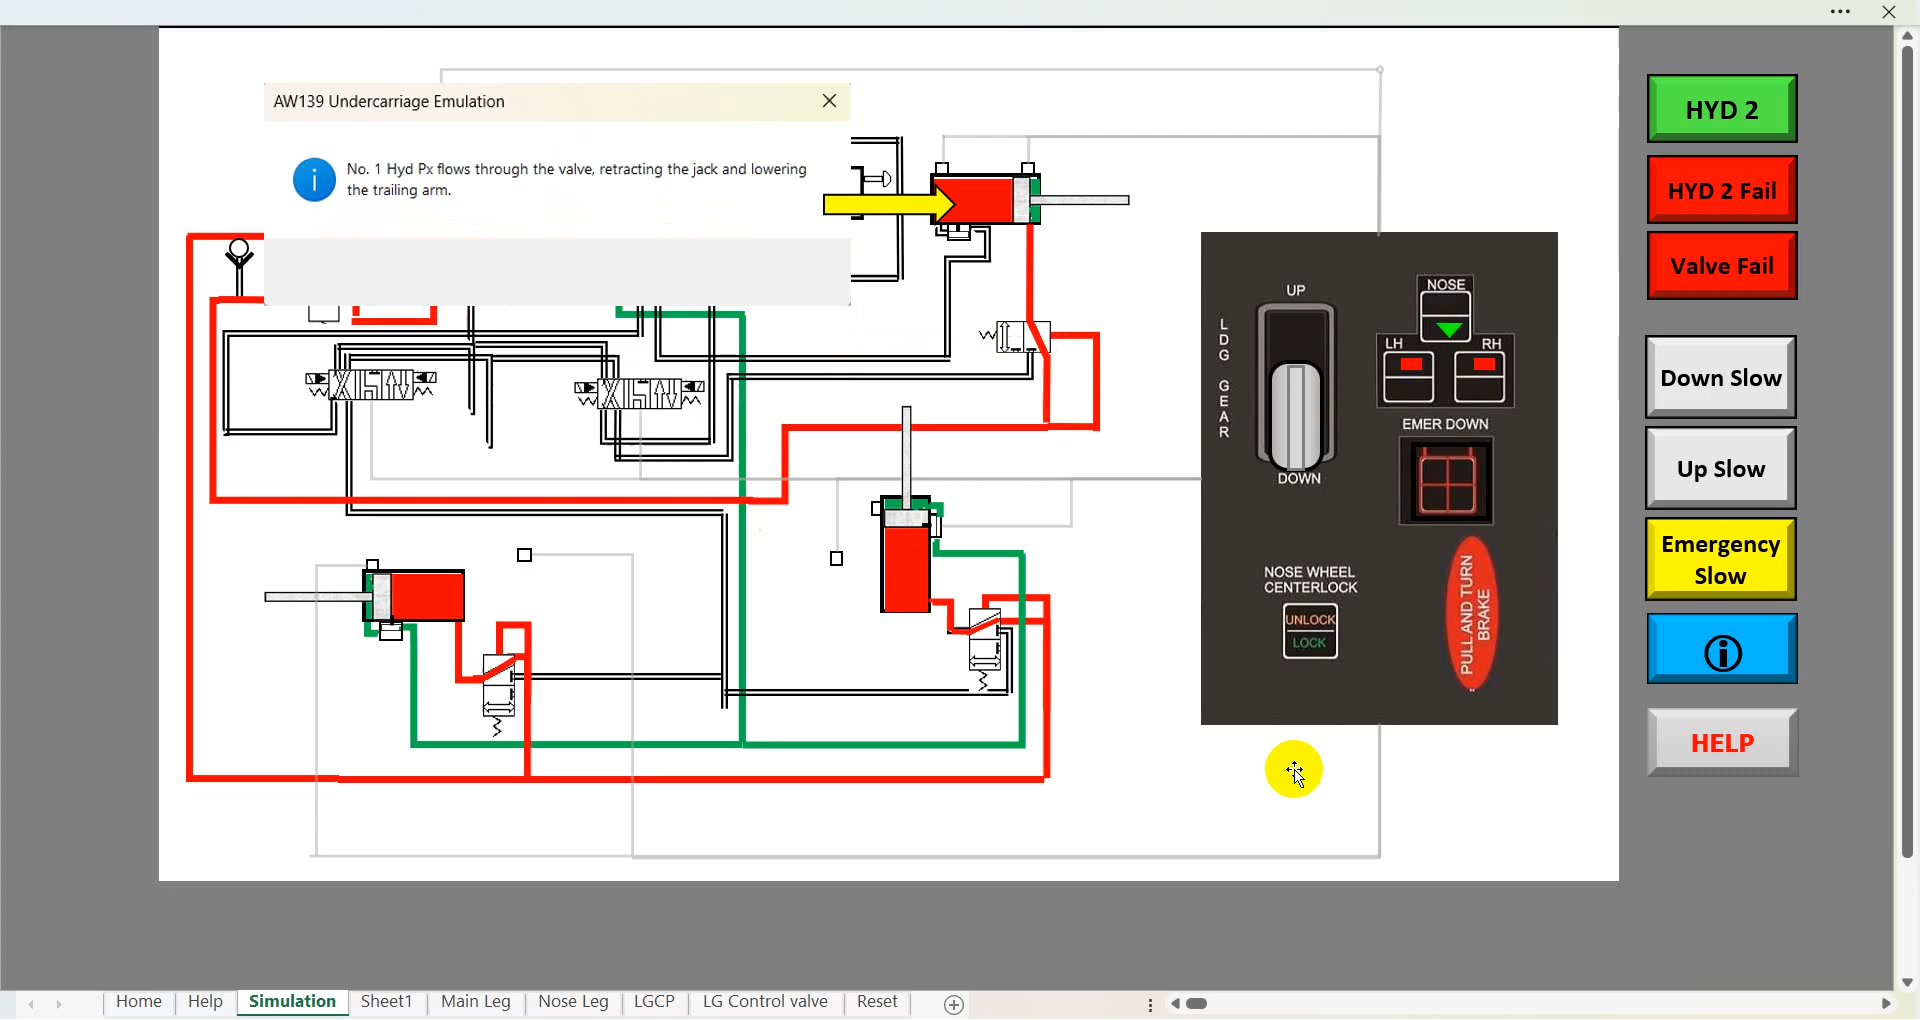 AW139 Undercarriage Emulation
No. 1 Hyd Px flows through the valve, retracting the jack and lowering
the trailing arm.
UP
LDG GEAR
DOWN
NOSE
LH
RH
EMER DOWN
NOSE WHEEL
CENTERLOCK
UNLOCK
LOCK
PULL AND TURN
BRAKE
HYD 2
HYD 2 Fail
Valve Fail
Down Slow
Up Slow
Emergency
Slow
HELP
Home
Help
Simulation
Sheet1
Main Leg
Nose Leg
LGCP
LG Control valve
Reset